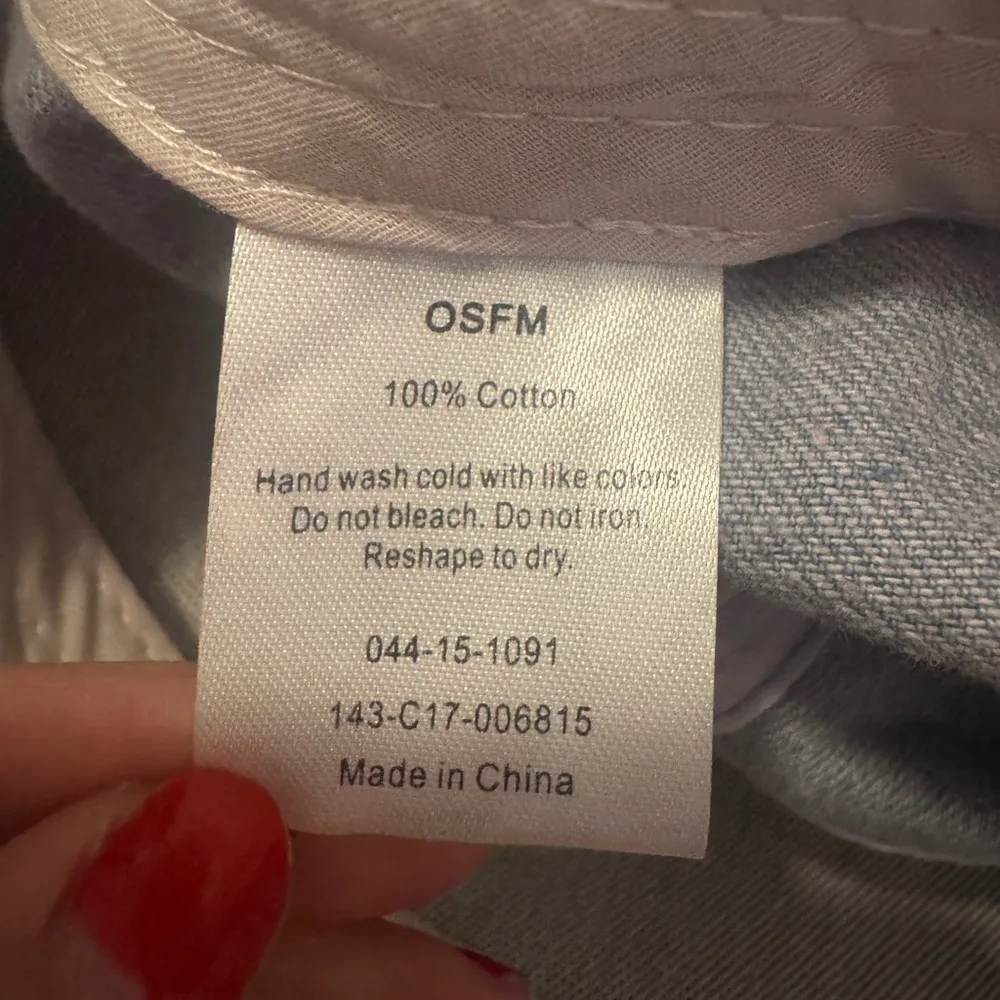 OSFM
100% Cotton
Hand wash cold with like colors.
Do not bleach. Do not iron.
Reshape to dry.
044-15-1091
143-C17-006815
Made in China